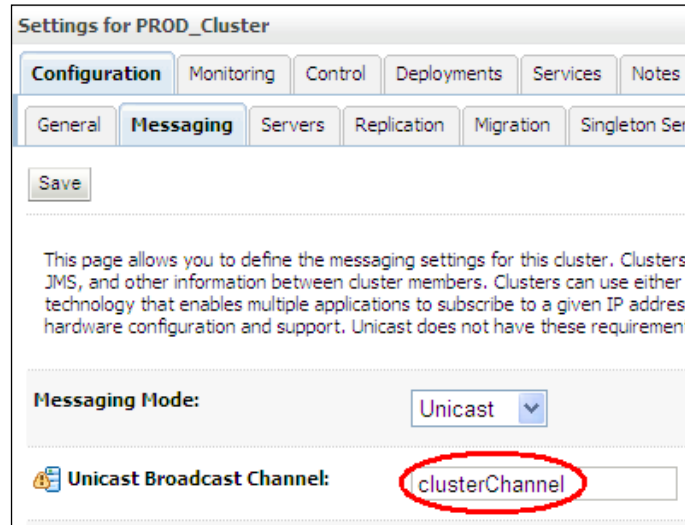 Settings for PROD_Cluster
Configuration Monitoring Control Deployments Services Notes
General Messaging Servers Replication Migration Singleton Ser
Save
This page allows you to define the messaging settings for this cluster. Clusters
JMS, and other information between cluster members. Clusters can use either
technology that enables multiple applications to subscribe to a given IP addres
hardware configuration and support. Unicast does not have these requiremen
Messaging Mode: Unicast
Unicast Broadcast Channel: clusterChannel